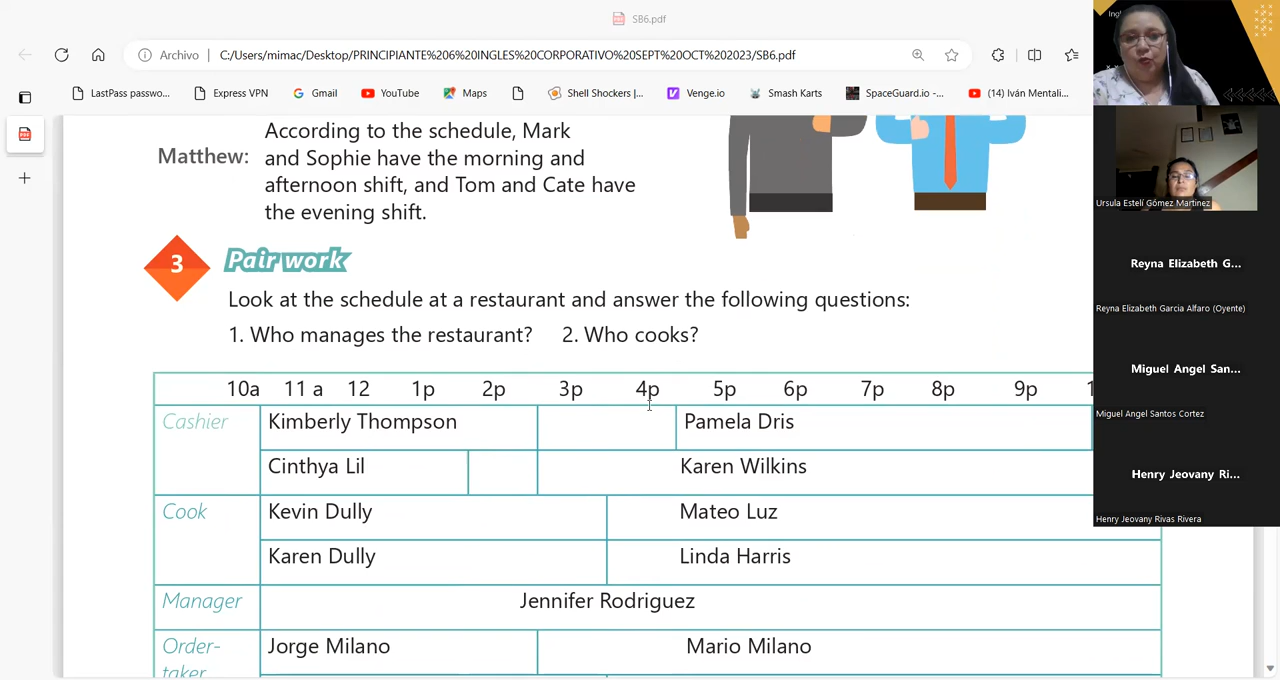 SB6.pdf
Archivo
C:/Users/mimac/Desktop/PRINCIPIANTE%206%20INGLES%20CORPORATIVO%20SEPT%20OCT%202023/SB6.pdf
LastPass passwo...
Express VPN
Gmail
YouTube
Maps
Shell Shockers |...
Venge.io
Smash Karts
SpaceGuard.io -...
(14) Iván Mentali...
According to the schedule, Mark
Matthew: and Sophie have the morning and
afternoon shift, and Tom and Cate have
the evening shift.
3 Pair work
Look at the schedule at a restaurant and answer the following questions:
1. Who manages the restaurant? 2. Who cooks?
10a 11 a 12 1p 2p 3p 4p 5p 6p 7p 8p 9p 1
Cashier Kimberly Thompson Pamela Dris
Cinthya Lil Karen Wilkins
Cook Kevin Dully Mateo Luz
Karen Dully Linda Harris
Manager Jennifer Rodriguez
Order- Jorge Milano Mario Milano
taker
Ursula Estelí Gómez Martínez
Reyna Elizabeth G...
Reyna Elizabeth Garcia Alfaro (Oyente)
Miguel Angel San...
Miguel Angel Santos Cortez
Henry Jeovany Ri...
Henry Jeovany Rivas Rivera